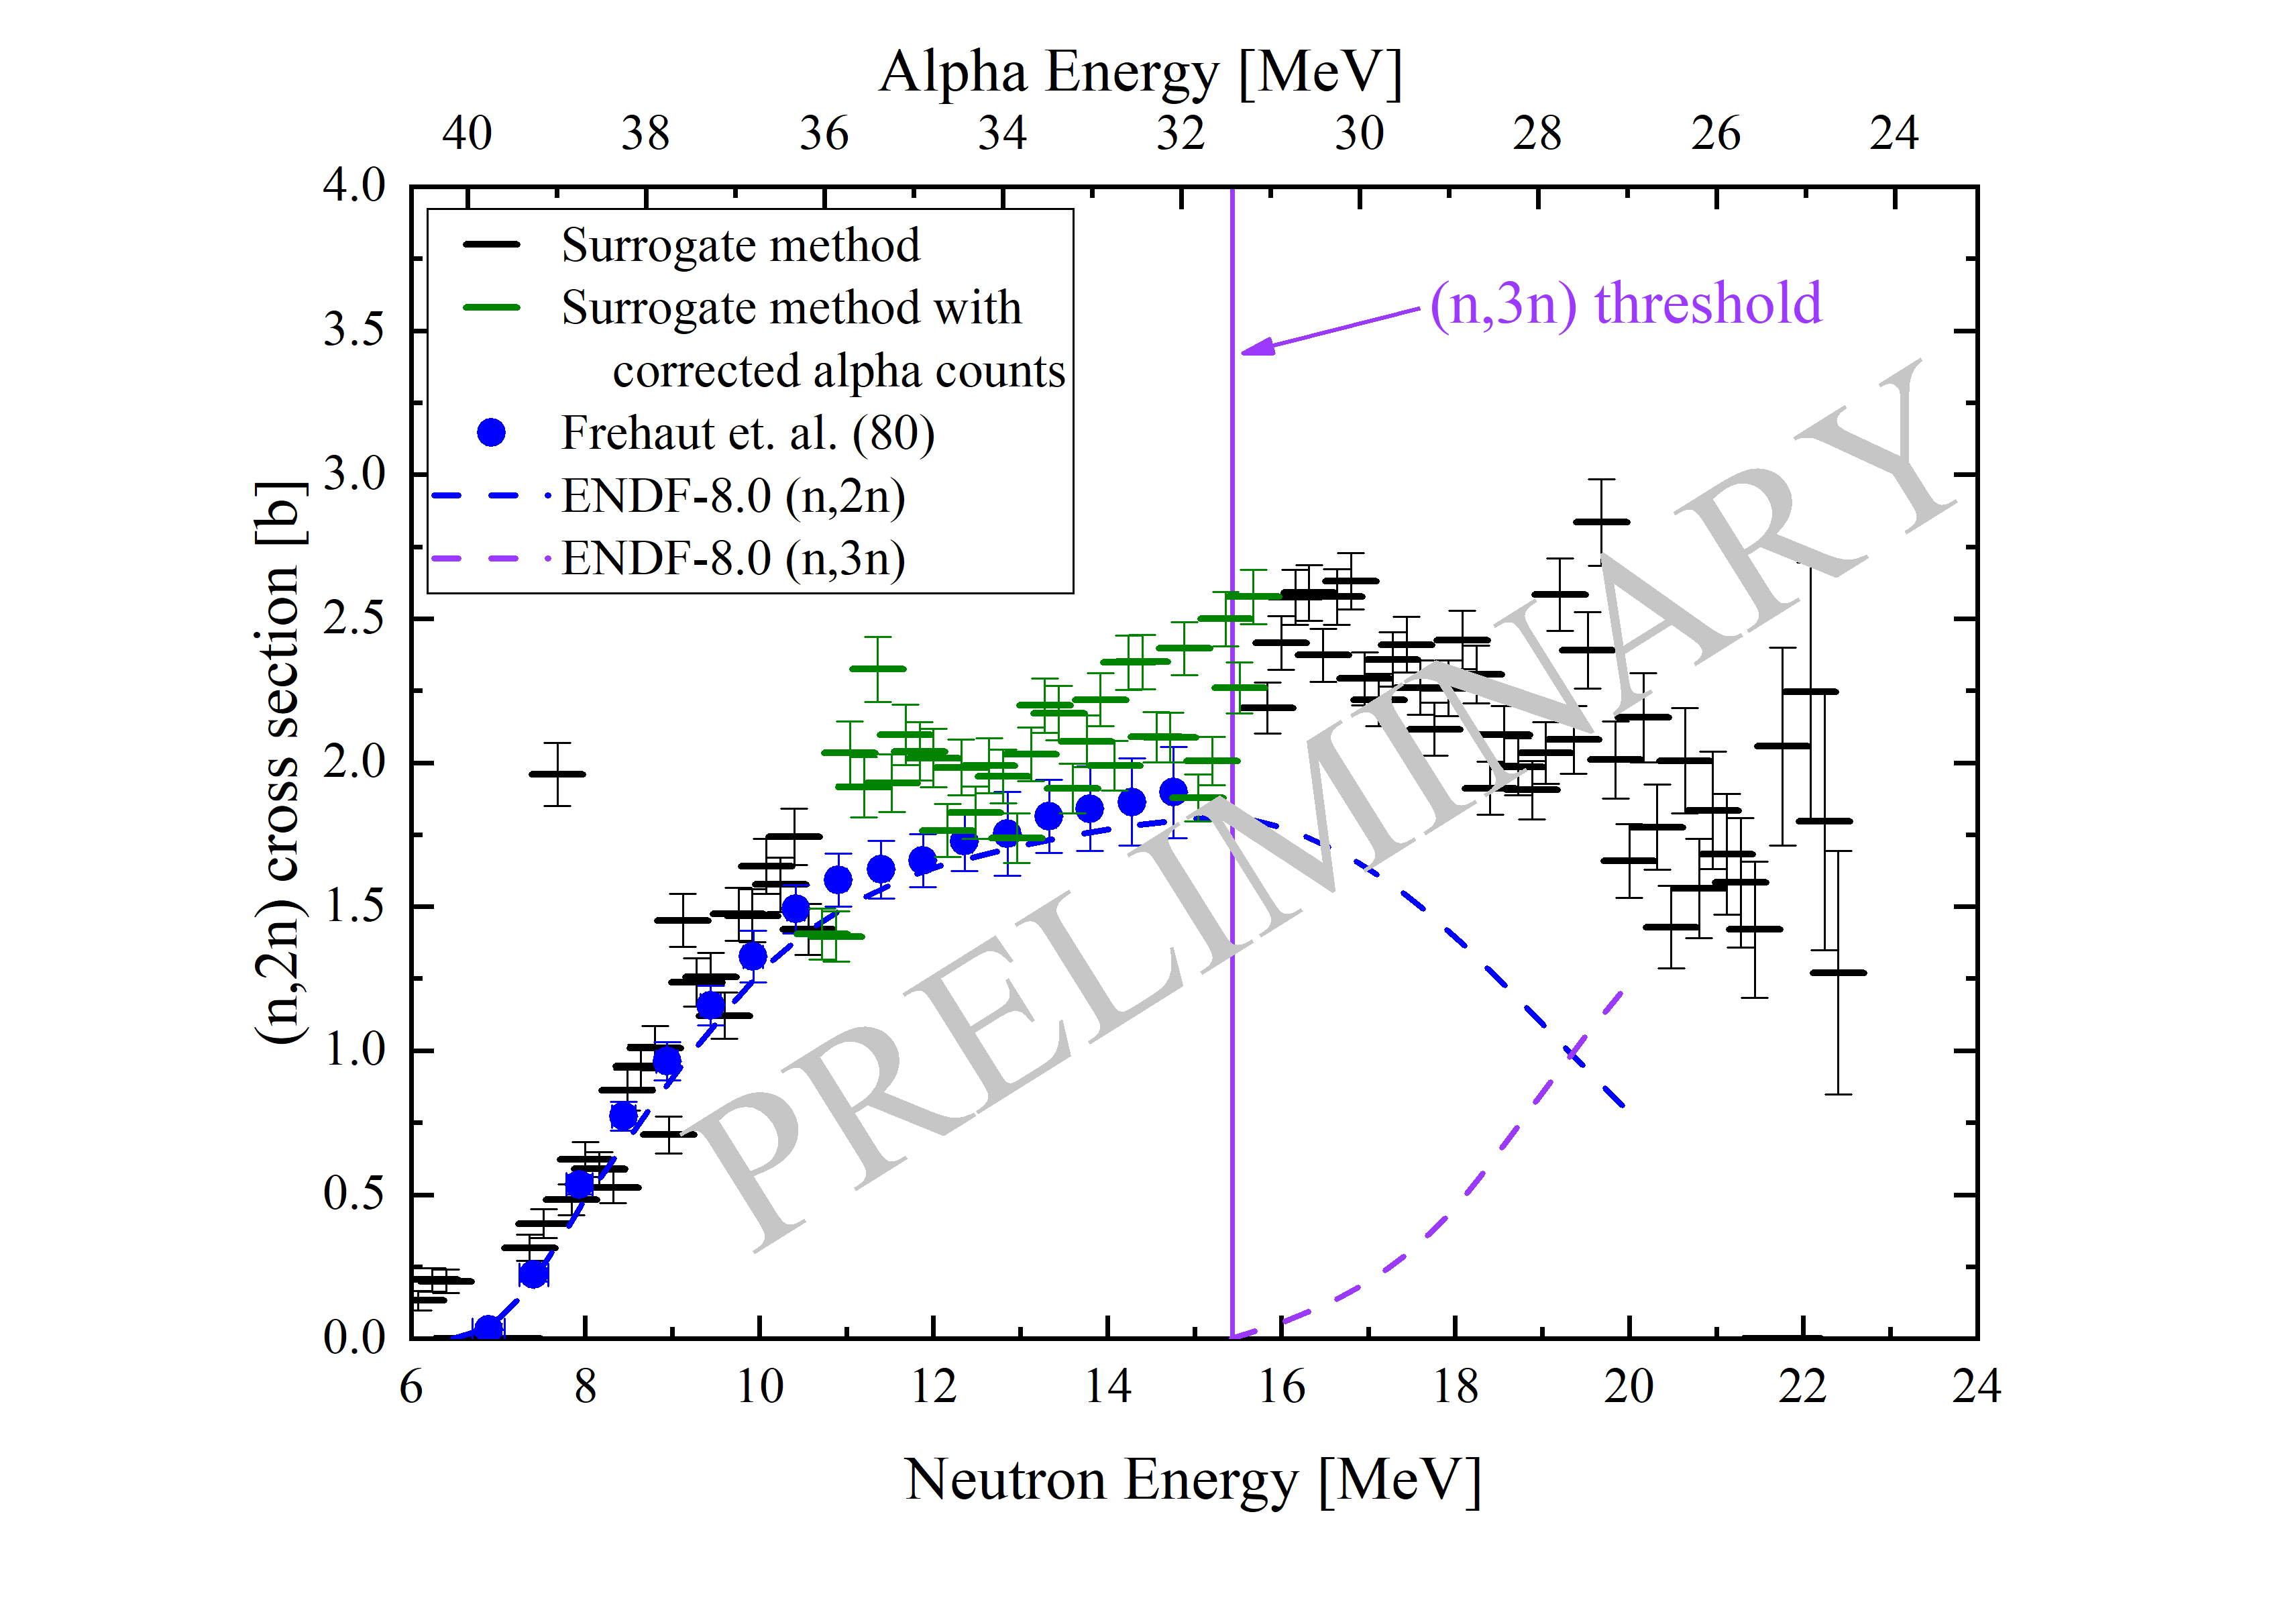 Alpha Energy [MeV]
40 38 36 34 32 30 28 26 24
4.0
3.5
3.0
2.5
2.0
1.5
1.0
0.5
0.0
(n,2n) cross section [b]
Surrogate method
Surrogate method with
corrected alpha counts
Frehaut et. al. (80)
ENDF-8.0 (n,2n)
ENDF-8.0 (n,3n)
(n,3n) threshold
PRELIMINARY
6 8 10 12 14 16 18 20 22 24
Neutron Energy [MeV]